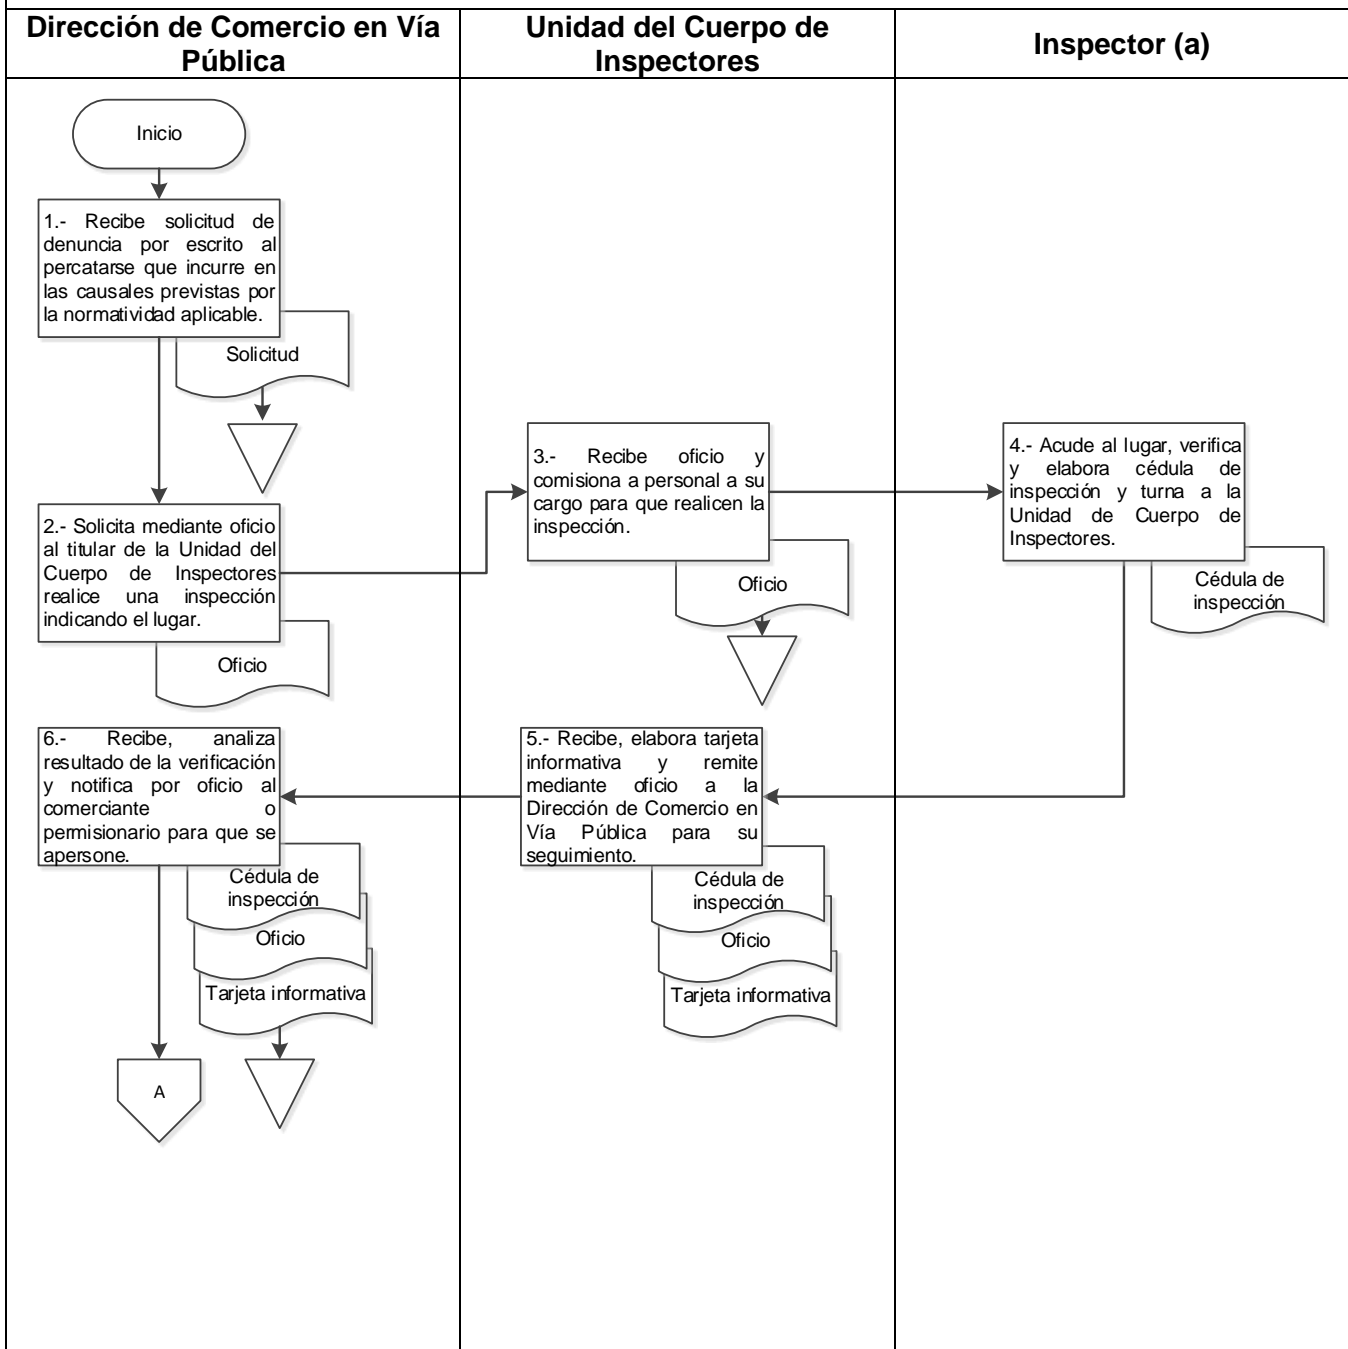 Dirección de Comercio en Vía
Pública
Unidad del Cuerpo de
Inspectores
Inspector (a)
Inicio
1.- Recibe solicitud de
denuncia por escrito al
percatarse que incurre en
las causales previstas por
la normatividad aplicable.
Solicitud
2.- Solicita mediante oficio
al titular de la Unidad del
Cuerpo de Inspectores
realice una inspección
indicando el lugar.
Oficio
3.- Recibe oficio y
comisiona a personal a su
cargo para que realicen la
inspección.
Oficio
4.- Acude al lugar, verifica
y elabora cédula de
inspección y turna a la
Unidad de Cuerpo de
Inspectores.
Cédula de
inspección
5.- Recibe, elabora tarjeta
informativa y remite
mediante oficio a la
Dirección de Comercio en
Vía Pública para su
seguimiento.
Cédula de
inspección
Oficio
Tarjeta informativa
6.- Recibe, analiza
resultado de la verificación
y notifica por oficio al
comerciante o
permisionario para que se
apersone.
Cédula de
inspección
Oficio
Tarjeta informativa
A